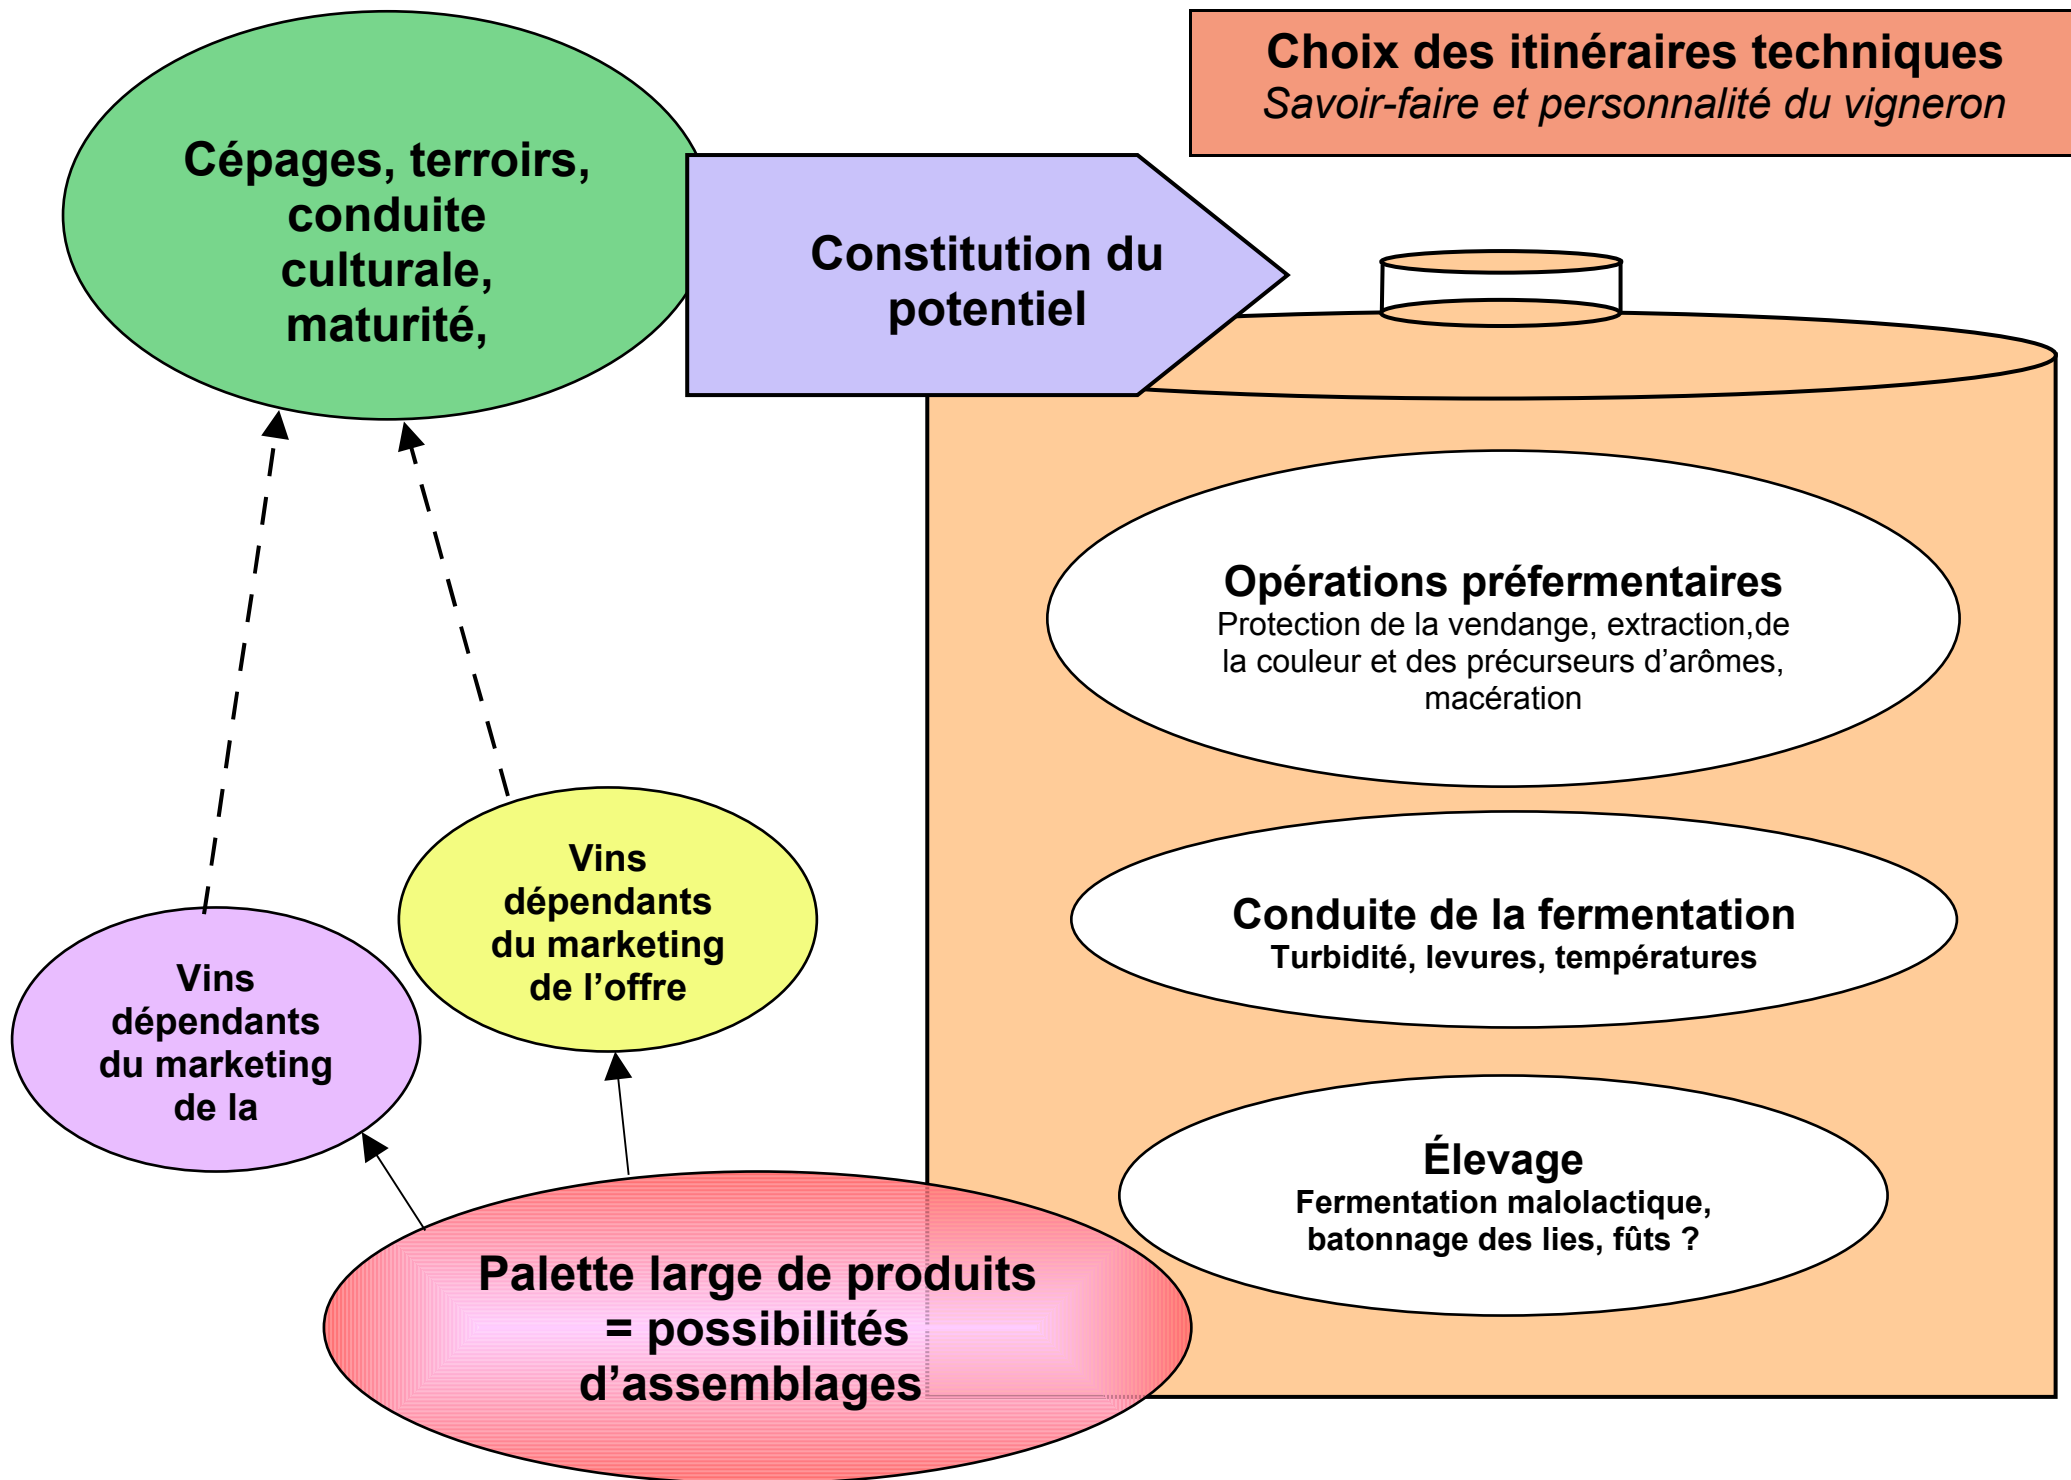 Choix des itinéraires techniques
Savoir-faire et personnalité du vigneron
Cépages, terroirs,
conduite
culturale,
maturité,
Constitution du
potentiel
Opérations préfermentaires
Protection de la vendange, extraction,de
la couleur et des précurseurs d’arômes,
macération
Conduite de la fermentation
Turbidité, levures, températures
Élevage
Fermentation malolactique,
batonnage des lies, fûts ?
Vins
dépendants
du marketing
de l’offre
Vins
dépendants
du marketing
de la
Palette large de produits
= possibilités
d’assemblages